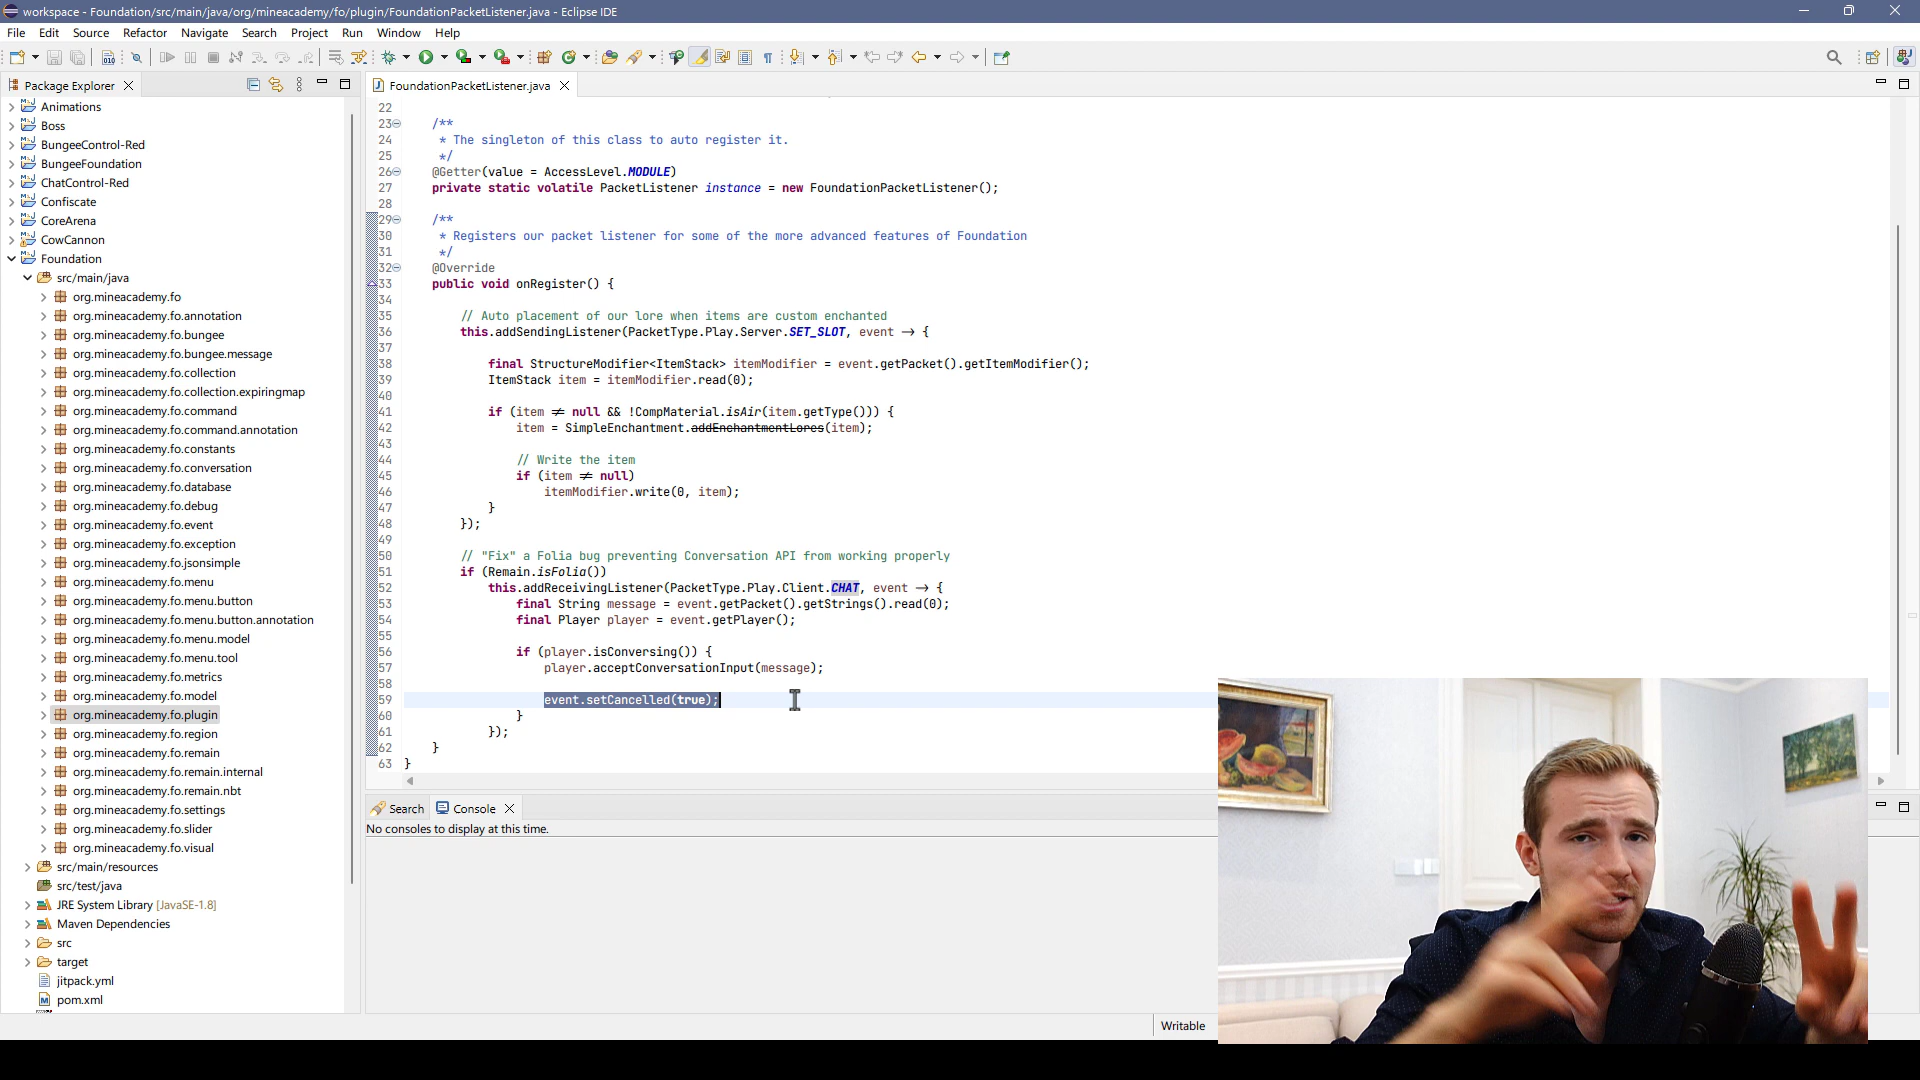 workspace - Foundation/src/main/java/org/mineacademy/fo/plugin/FoundationPacketListener.java - Eclipse IDE
File Edit Source Refactor Navigate Search Project Run Window Help
Package Explorer
Animations
Boss
BungeeControl-Red
BungeeFoundation
ChatControl-Red
Confiscate
CoreArena
CowCannon
Foundation
src/main/java
org.mineacademy.fo
org.mineacademy.fo.annotation
org.mineacademy.fo.bungee
org.mineacademy.fo.bungee.message
org.mineacademy.fo.collection
org.mineacademy.fo.collection.expiringmap
org.mineacademy.fo.command
org.mineacademy.fo.command.annotation
org.mineacademy.fo.constants
org.mineacademy.fo.conversation
org.mineacademy.fo.database
org.mineacademy.fo.debug
org.mineacademy.fo.event
org.mineacademy.fo.exception
org.mineacademy.fo.jsonsimple
org.mineacademy.fo.menu
org.mineacademy.fo.menu.button
org.mineacademy.fo.menu.button.annotation
org.mineacademy.fo.menu.model
org.mineacademy.fo.menu.tool
org.mineacademy.fo.metrics
org.mineacademy.fo.model
org.mineacademy.fo.plugin
org.mineacademy.fo.region
org.mineacademy.fo.remain
org.mineacademy.fo.remain.internal
org.mineacademy.fo.remain.nbt
org.mineacademy.fo.settings
org.mineacademy.fo.slider
org.mineacademy.fo.visual
src/main/resources
src/test/java
JRE System Library [JavaSE-1.8]
Maven Dependencies
src
target
jitpack.yml
pom.xml
FoundationPacketListener.java
22
23 /**
24 * The singleton of this class to auto register it.
25 */
26 @Getter(value = AccessLevel.MODULE)
27 private static volatile PacketListener instance = new FoundationPacketListener();
28
29 /**
30 * Registers our packet listener for some of the more advanced features of Foundation
31 */
32 @Override
33 public void onRegister() {
34
35 // Auto placement of our lore when items are custom enchanted
36 this.addSendingListener(PacketType.Play.Server.SET_SLOT, event → {
37
38 final StructureModifier<ItemStack> itemModifier = event.getPacket().getItemModifier();
39 ItemStack item = itemModifier.read(0);
40
41 if (item ≠ null && !CompMaterial.isAir(item.getType())) {
42 item = SimpleEnchantment.addEnchantmentLores(item);
43
44 // Write the item
45 if (item ≠ null)
46 itemModifier.write(0, item);
47 }
48 });
49
50 // "Fix" a Folia bug preventing Conversation API from working properly
51 if (Remain.isFolia())
52 this.addReceivingListener(PacketType.Play.Client.CHAT, event → {
53 final String message = event.getPacket().getStrings().read(0);
54 final Player player = event.getPlayer();
55
56 if (player.isConversing()) {
57 player.acceptConversationInput(message);
58
59 event.setCancelled(true);
60 }
61 });
62 }
63 }
Search Console
No consoles to display at this time.
Writable